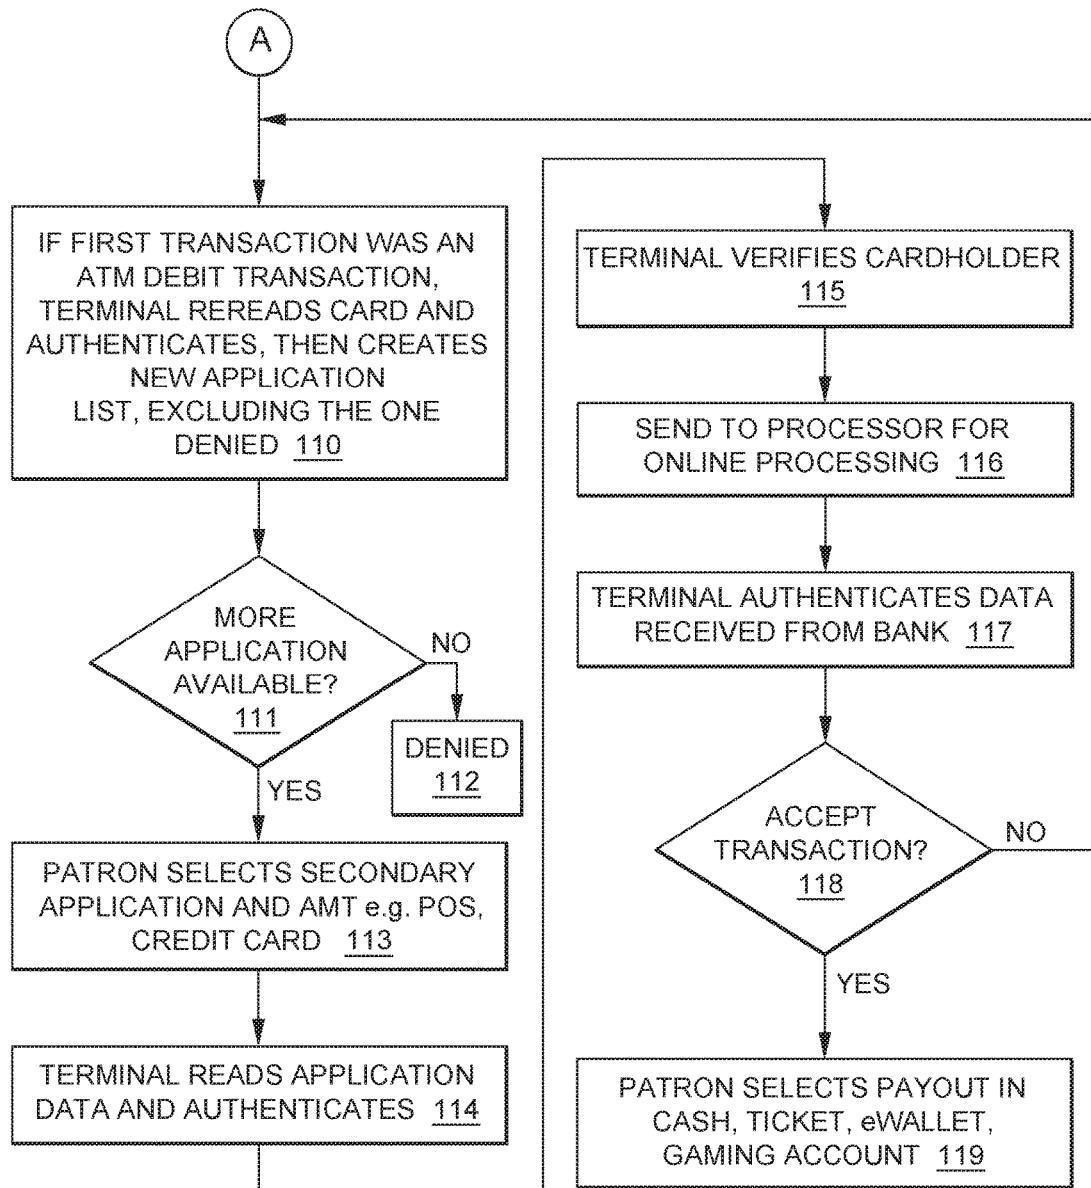 A
IF FIRST TRANSACTION WAS AN
ATM DEBIT TRANSACTION,
TERMINAL REREADS CARD AND
AUTHENTICATES, THEN CREATES
NEW APPLICATION
LIST, EXCLUDING THE ONE
DENIED 110
MORE
APPLICATION
AVAILABLE?
111
NO
DENIED
112
YES
PATRON SELECTS SECONDARY
APPLICATION AND AMT e.g. POS,
CREDIT CARD 113
TERMINAL READS APPLICATION
DATA AND AUTHENTICATES 114
TERMINAL VERIFIES CARDHOLDER
115
SEND TO PROCESSOR FOR
ONLINE PROCESSING 116
TERMINAL AUTHENTICATES DATA
RECEIVED FROM BANK 117
ACCEPT
TRANSACTION?
118
NO
YES
PATRON SELECTS PAYOUT IN
CASH, TICKET, eWALLET,
GAMING ACCOUNT 119